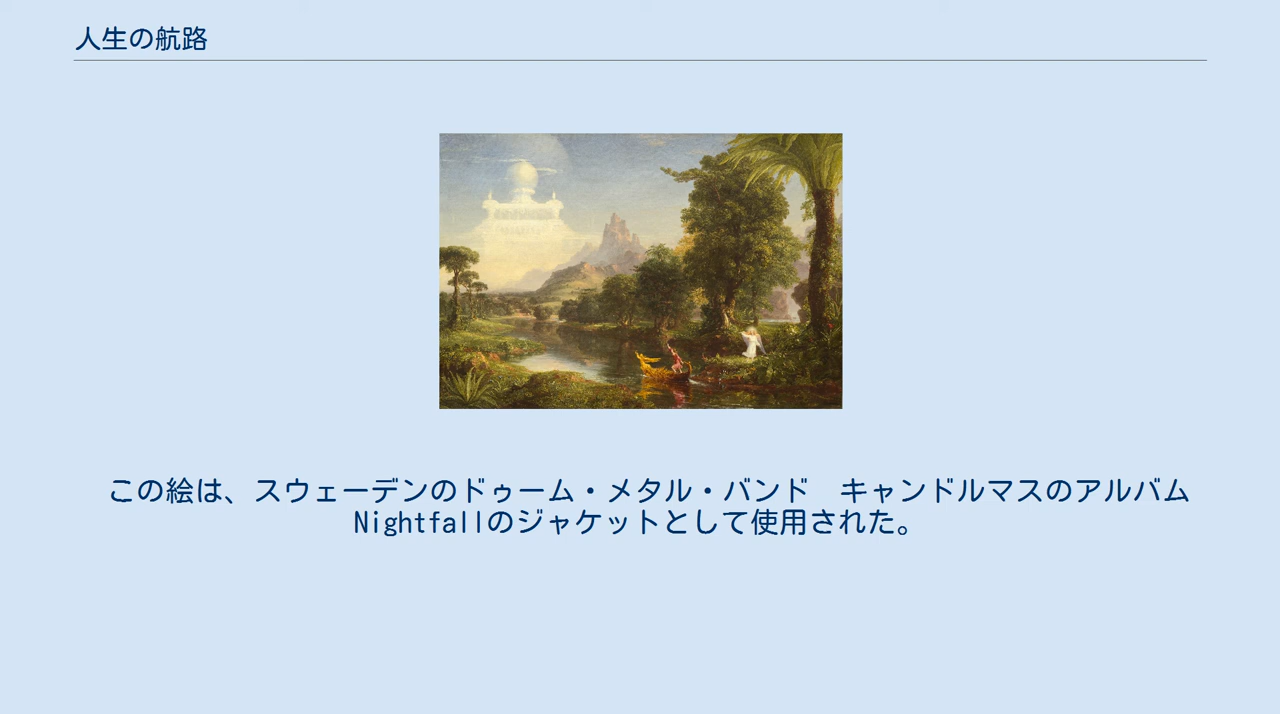 人生の航路
この絵は、スウェーデンのドゥーム・メタル・バンド　キャンドルマスのアルバム
Nightfallのジャケットとして使用された。